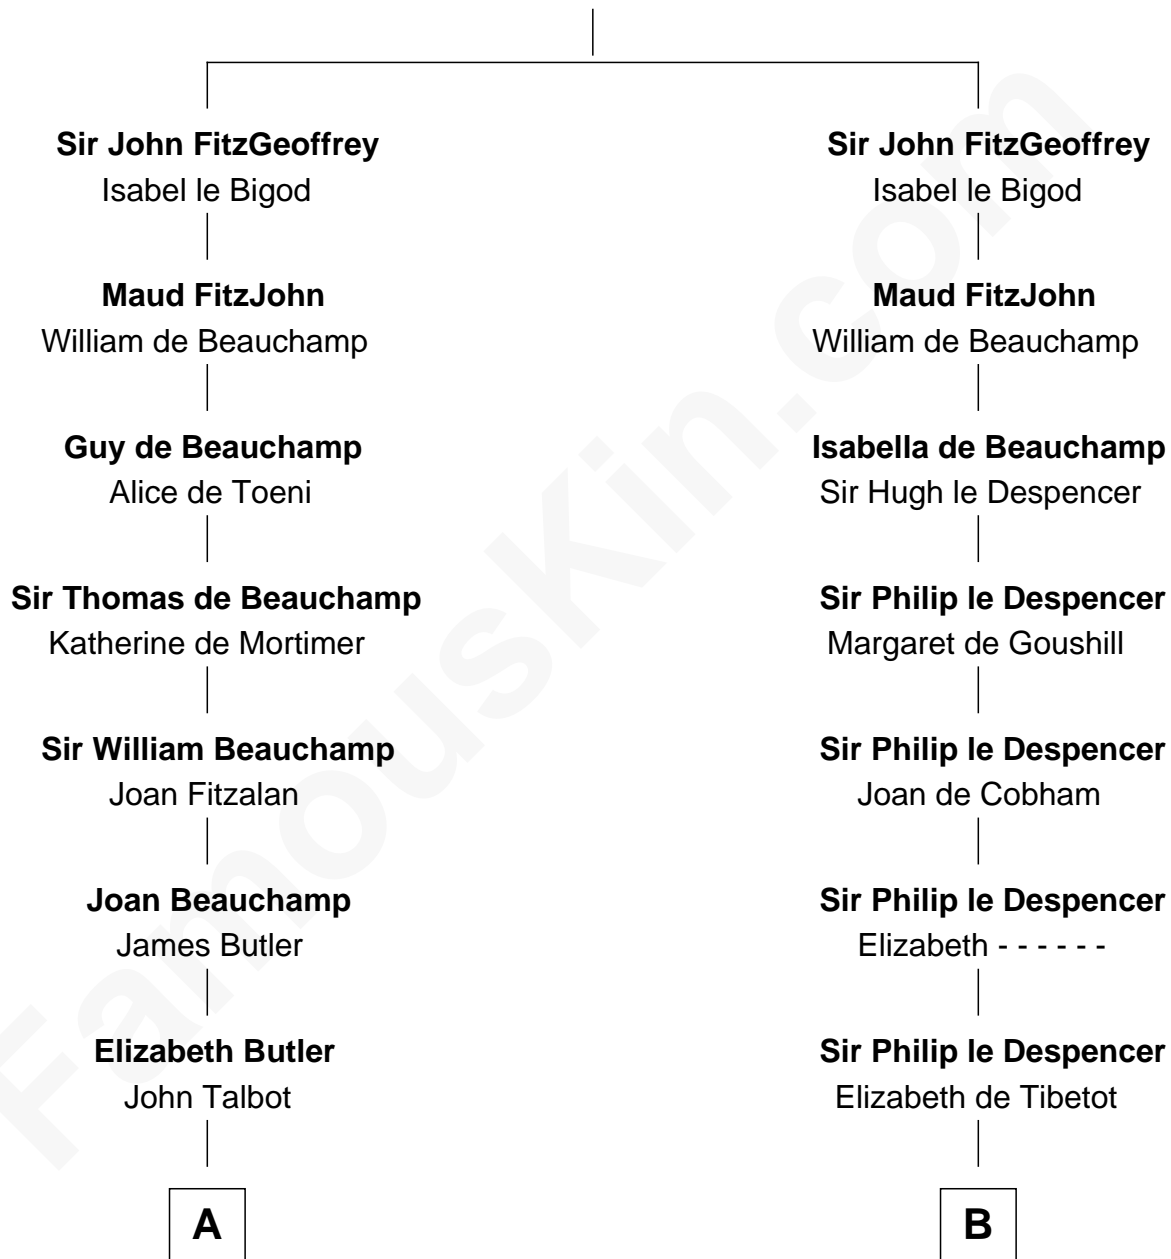 Sir John FitzGeoffrey
Isabel le Bigod
Maud FitzJohn
William de Beauchamp
Guy de Beauchamp
Alice de Toeni
Sir Thomas de Beauchamp
Katherine de Mortimer
Sir William Beauchamp
Joan Fitzalan
Joan Beauchamp
James Butler
Elizabeth Butler
John Talbot
A
Sir John FitzGeoffrey
Isabel le Bigod
Maud FitzJohn
William de Beauchamp
Isabella de Beauchamp
Sir Hugh le Despencer
Sir Philip le Despencer
Margaret de Goushill
Sir Philip le Despencer
Joan de Cobham
Sir Philip le Despencer
Elizabeth - - - - - -
Sir Philip le Despencer
Elizabeth de Tibetot
B
FamousKin.com